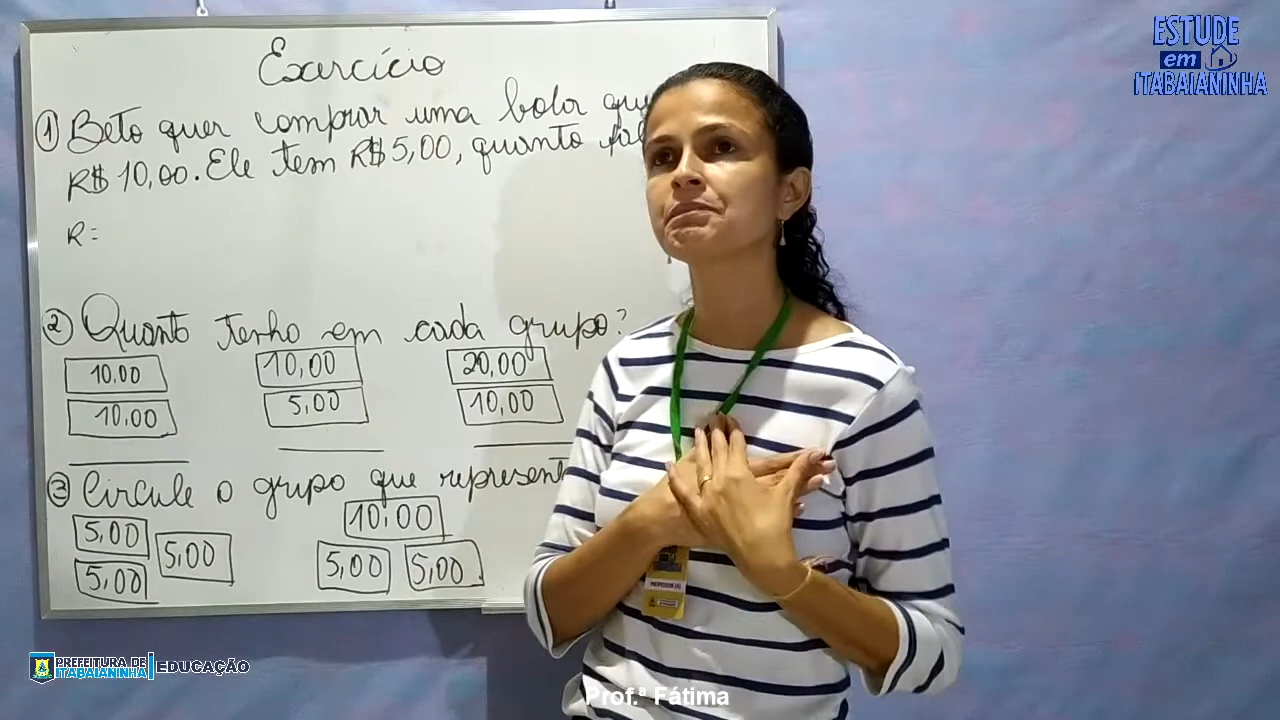 ESTUDE
em
ITABAIANINHA
Exercício
① Beto quer comprar uma bola
R$ 10,00. Ele tem R$ 5,00, quanto
R=
② Quanto tenho em cada grupo?
10,00 10,00 20,00
10,00 5,00 10,00
③ Circule o grupo que
5,00 5,00 10,00
5,00 5,00 5,00
PROFESSOR (A)
PREFEITURA DE
ITABAIANINHA
EDUCAÇÃO
Prof.ª Fátima